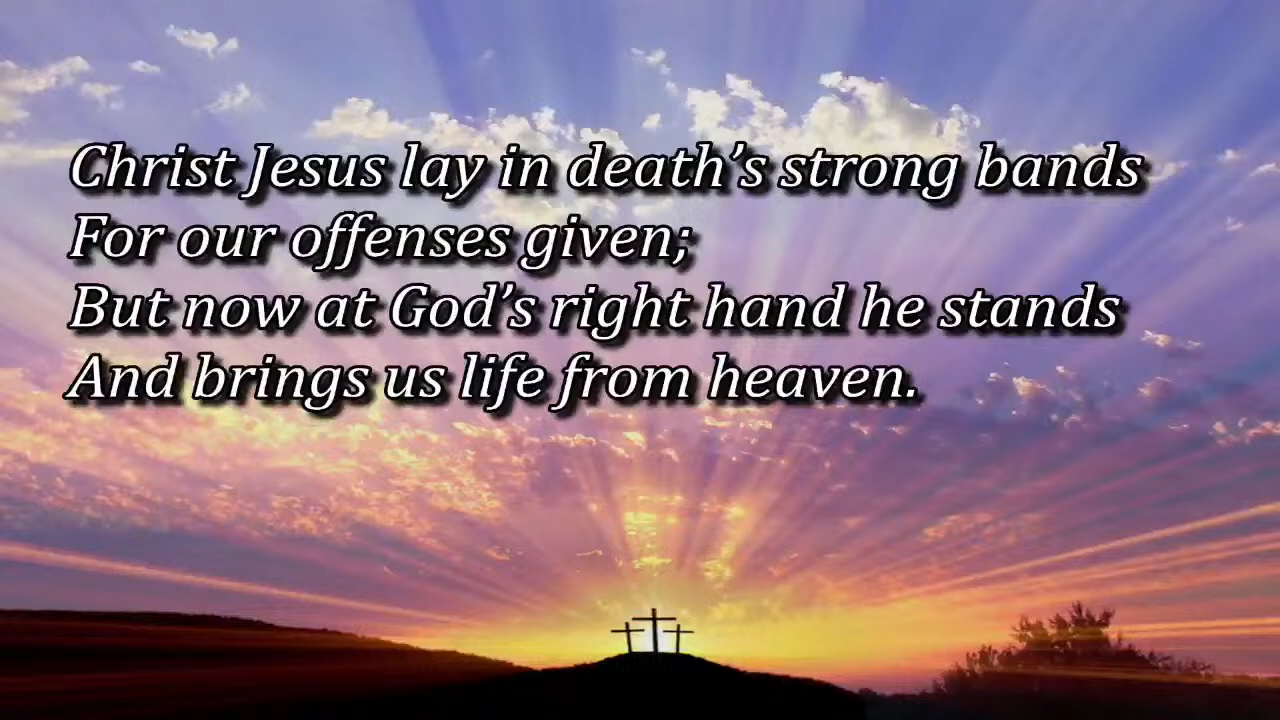 Christ Jesus lay in death’s strong bands
For our offenses given;
But now at God’s right hand he stands
And brings us life from heaven.